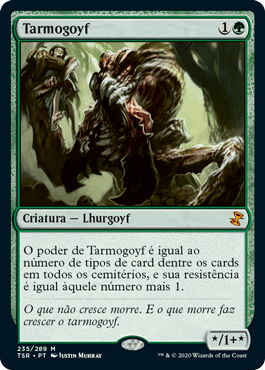 Tarmogoyf 1
Criatura — Lhurgoyf
O poder de Tarmogoyf é igual ao
número de tipos de card dentre os cards
em todos os cemitérios, e sua resistência
é igual àquele número mais 1.
O que não cresce morre. E o que morre faz
crescer o tarmogoyf.
*/1+*
235/289 M
TSR • PT JUSTIN MURRAY
™ & © 2020 Wizards of the Coast